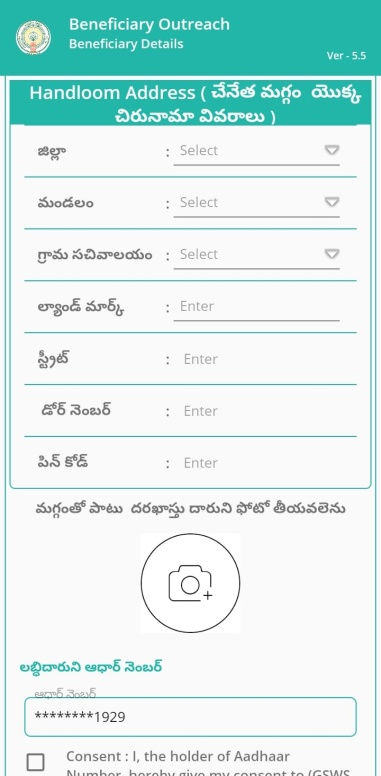 Beneficiary Outreach
Beneficiary Details
Ver - 5.5
Handloom Address ( చేనేత మగ్గం యొక్క
చిరునామా వివరాలు )
జిల్లా : Select
మండలం : Select
గ్రామ సచివాలయం : Select
ల్యాండ్ మార్క్ : Enter
స్ట్రీట్ : Enter
డోర్ నెంబర్ : Enter
పిన్ కోడ్ : Enter
మగ్గంతో పాటు దరఖాస్తు దారుని ఫోటో తీయవలెను
లబ్ధిదారుని ఆధార్ నెంబర్
ఆధార్ నెంబర్
********1929
Consent : I, the holder of Aadhaar
Number, hereby give my consent to (GSWS